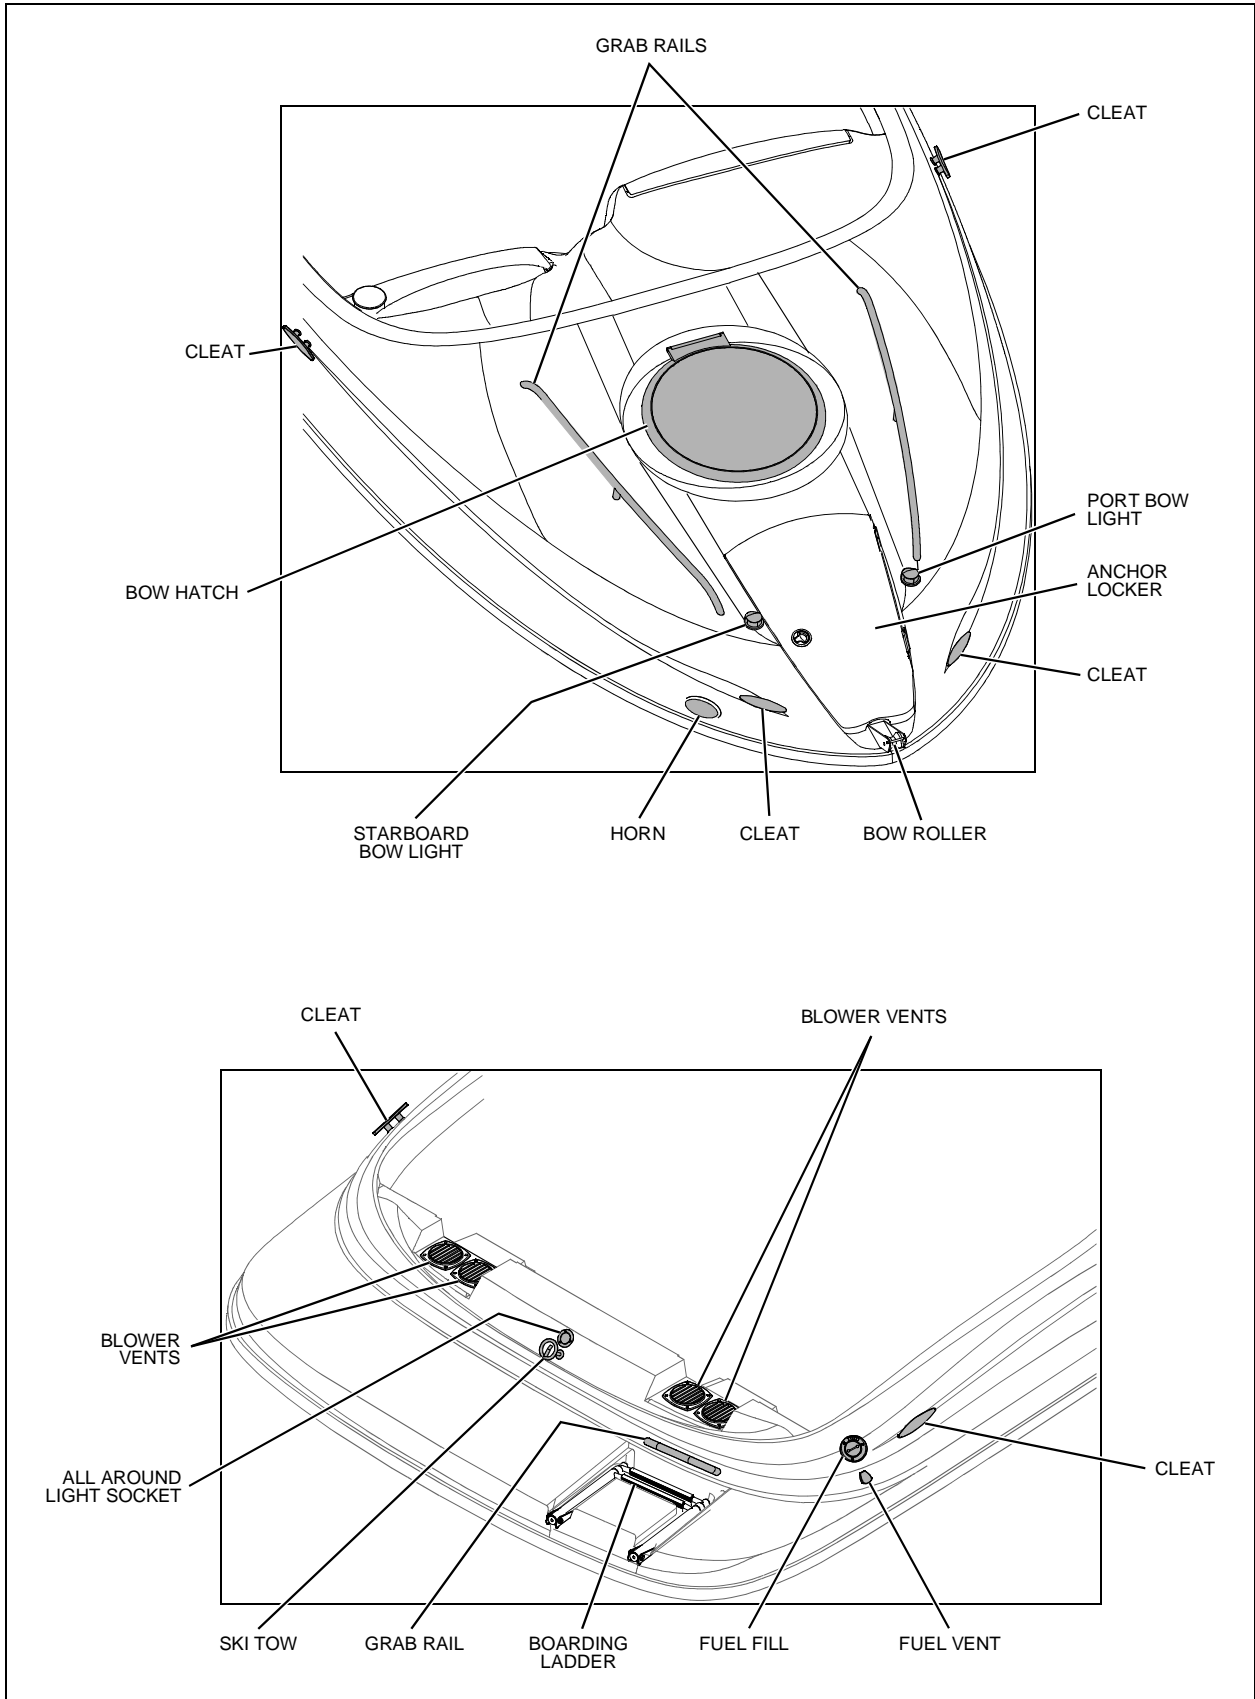 GRAB RAILS
CLEAT
CLEAT
PORT BOW
LIGHT
ANCHOR
LOCKER
BOW HATCH
CLEAT
STARBOARD
BOW LIGHT
HORN
CLEAT
BOW ROLLER
CLEAT
BLOWER VENTS
BLOWER
VENTS
ALL AROUND
LIGHT SOCKET
CLEAT
SKI TOW
GRAB RAIL
BOARDING
LADDER
FUEL FILL
FUEL VENT